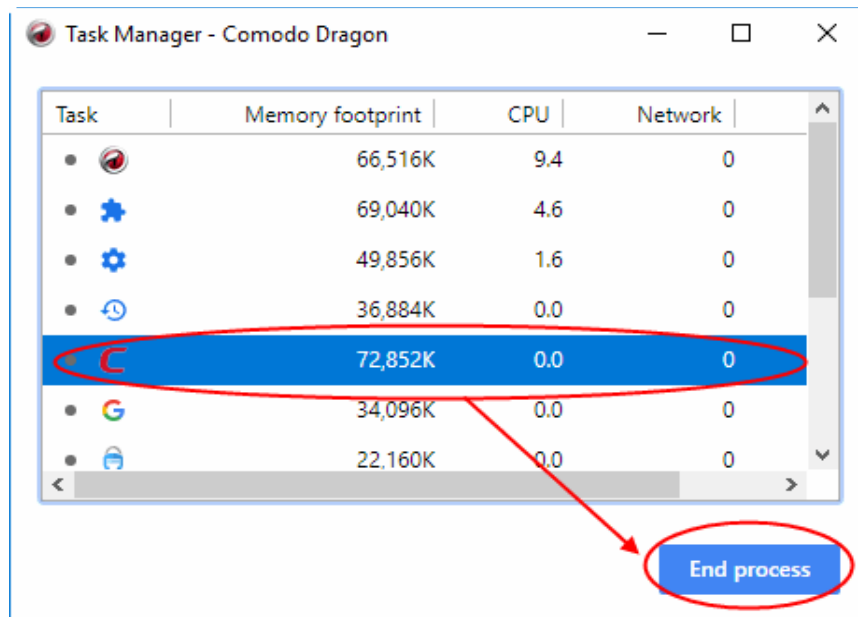 Task Manager - Comodo Dragon
Task Memory footprint CPU Network
66,516K 9.4 0
69,040K 4.6 0
49,856K 1.6 0
36,884K 0.0 0
C 72,852K 0.0 0
G 34,096K 0.0 0
22,160K 0.0 0
End process